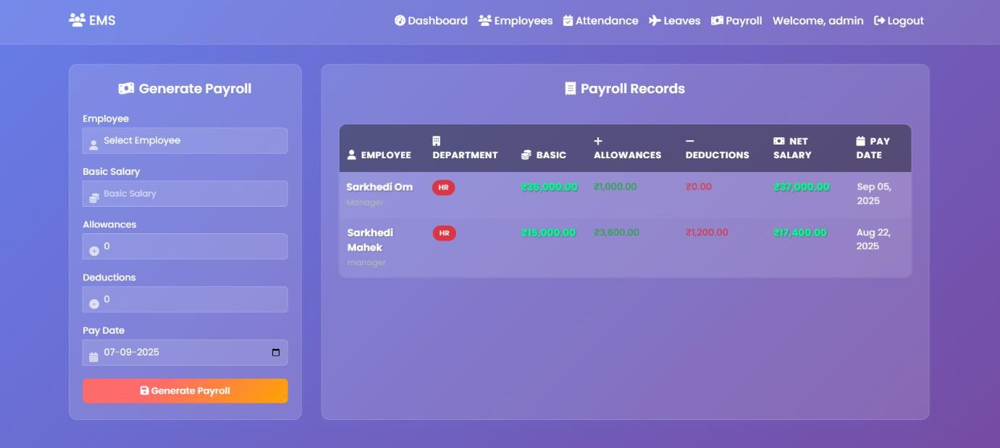 EMS
Dashboard Employees Attendance Leaves Payroll Welcome, admin Logout
Generate Payroll
Employee
Select Employee
Basic Salary
Basic Salary
Allowances
0
Deductions
0
Pay Date
07-09-2025
Generate Payroll
Payroll Records
EMPLOYEE DEPARTMENT BASIC ALLOWANCES DEDUCTIONS NET SALARY PAY DATE
Sarkhedi Om HR ₹36,000.00 ₹1,000.00 ₹0.00 ₹37,000.00 Sep 05,
Manager 2025
Sarkhedi HR ₹15,000.00 ₹3,600.00 ₹1,200.00 ₹17,400.00 Aug 22,
Mahek 2025
manager